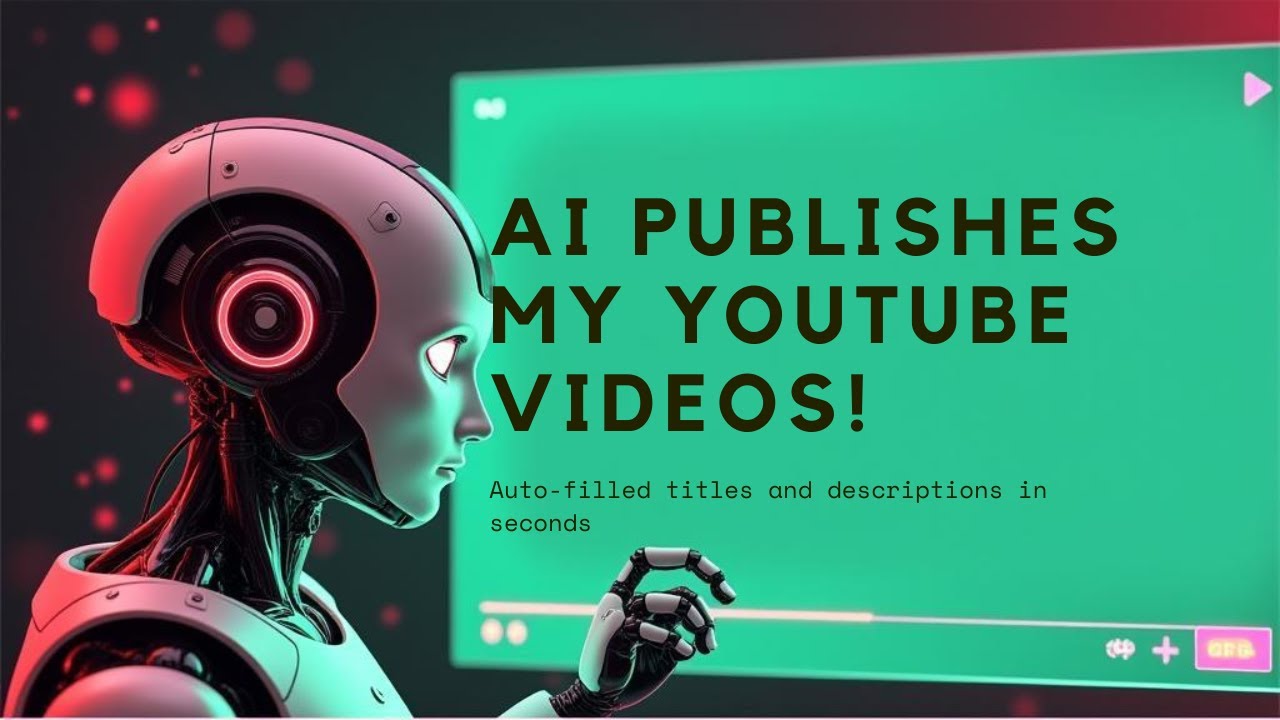 AI PUBLISHES
MY YOUTUBE
VIDEOS!
Auto-filled titles and descriptions in
seconds